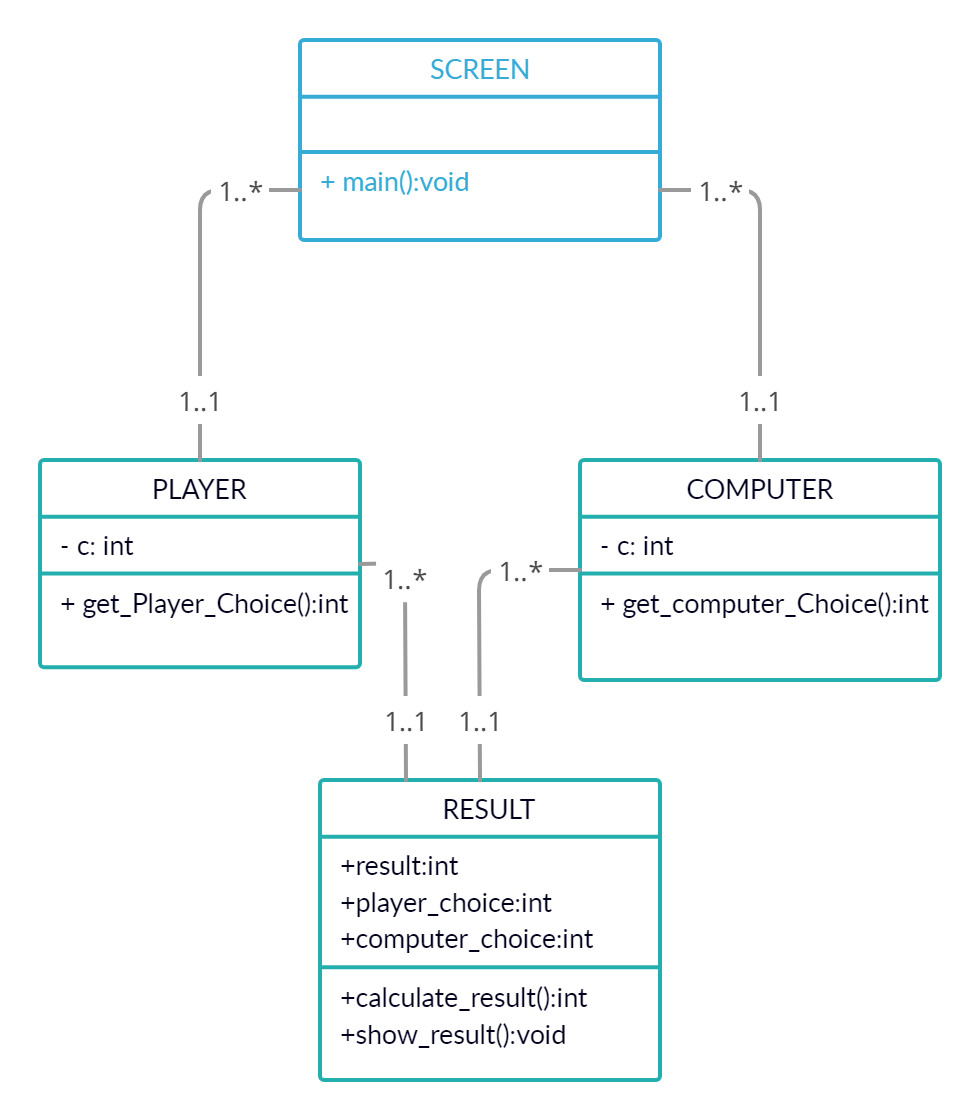 SCREEN
+ main():void
1..*
1..*
1..1
1..1
PLAYER
- c: int
+ get_Player_Choice():int
COMPUTER
- c: int
+ get_computer_Choice():int
1..*
1..*
1..1
1..1
RESULT
+result:int
+player_choice:int
+computer_choice:int
+calculate_result():int
+show_result():void